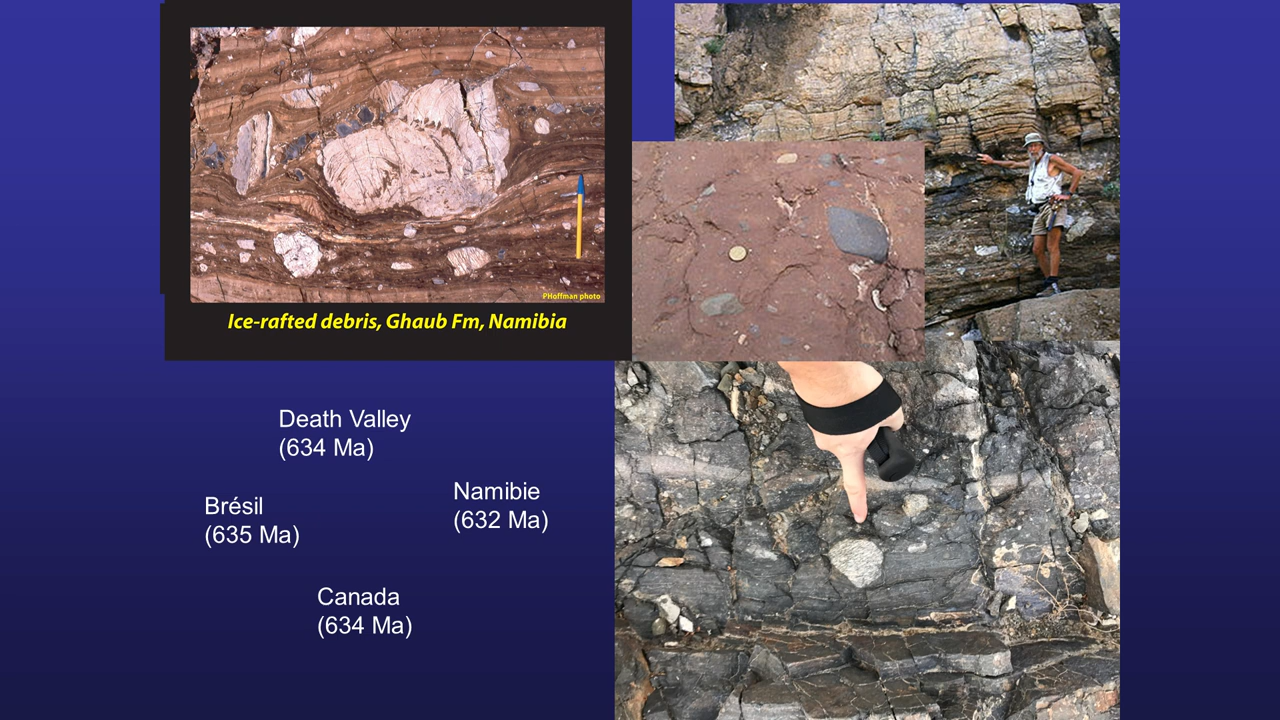 PHoffman photo
Ice-rafted debris, Ghaub Fm, Namibia
Death Valley
(634 Ma)
Brésil
(635 Ma)
Namibie
(632 Ma)
Canada
(634 Ma)